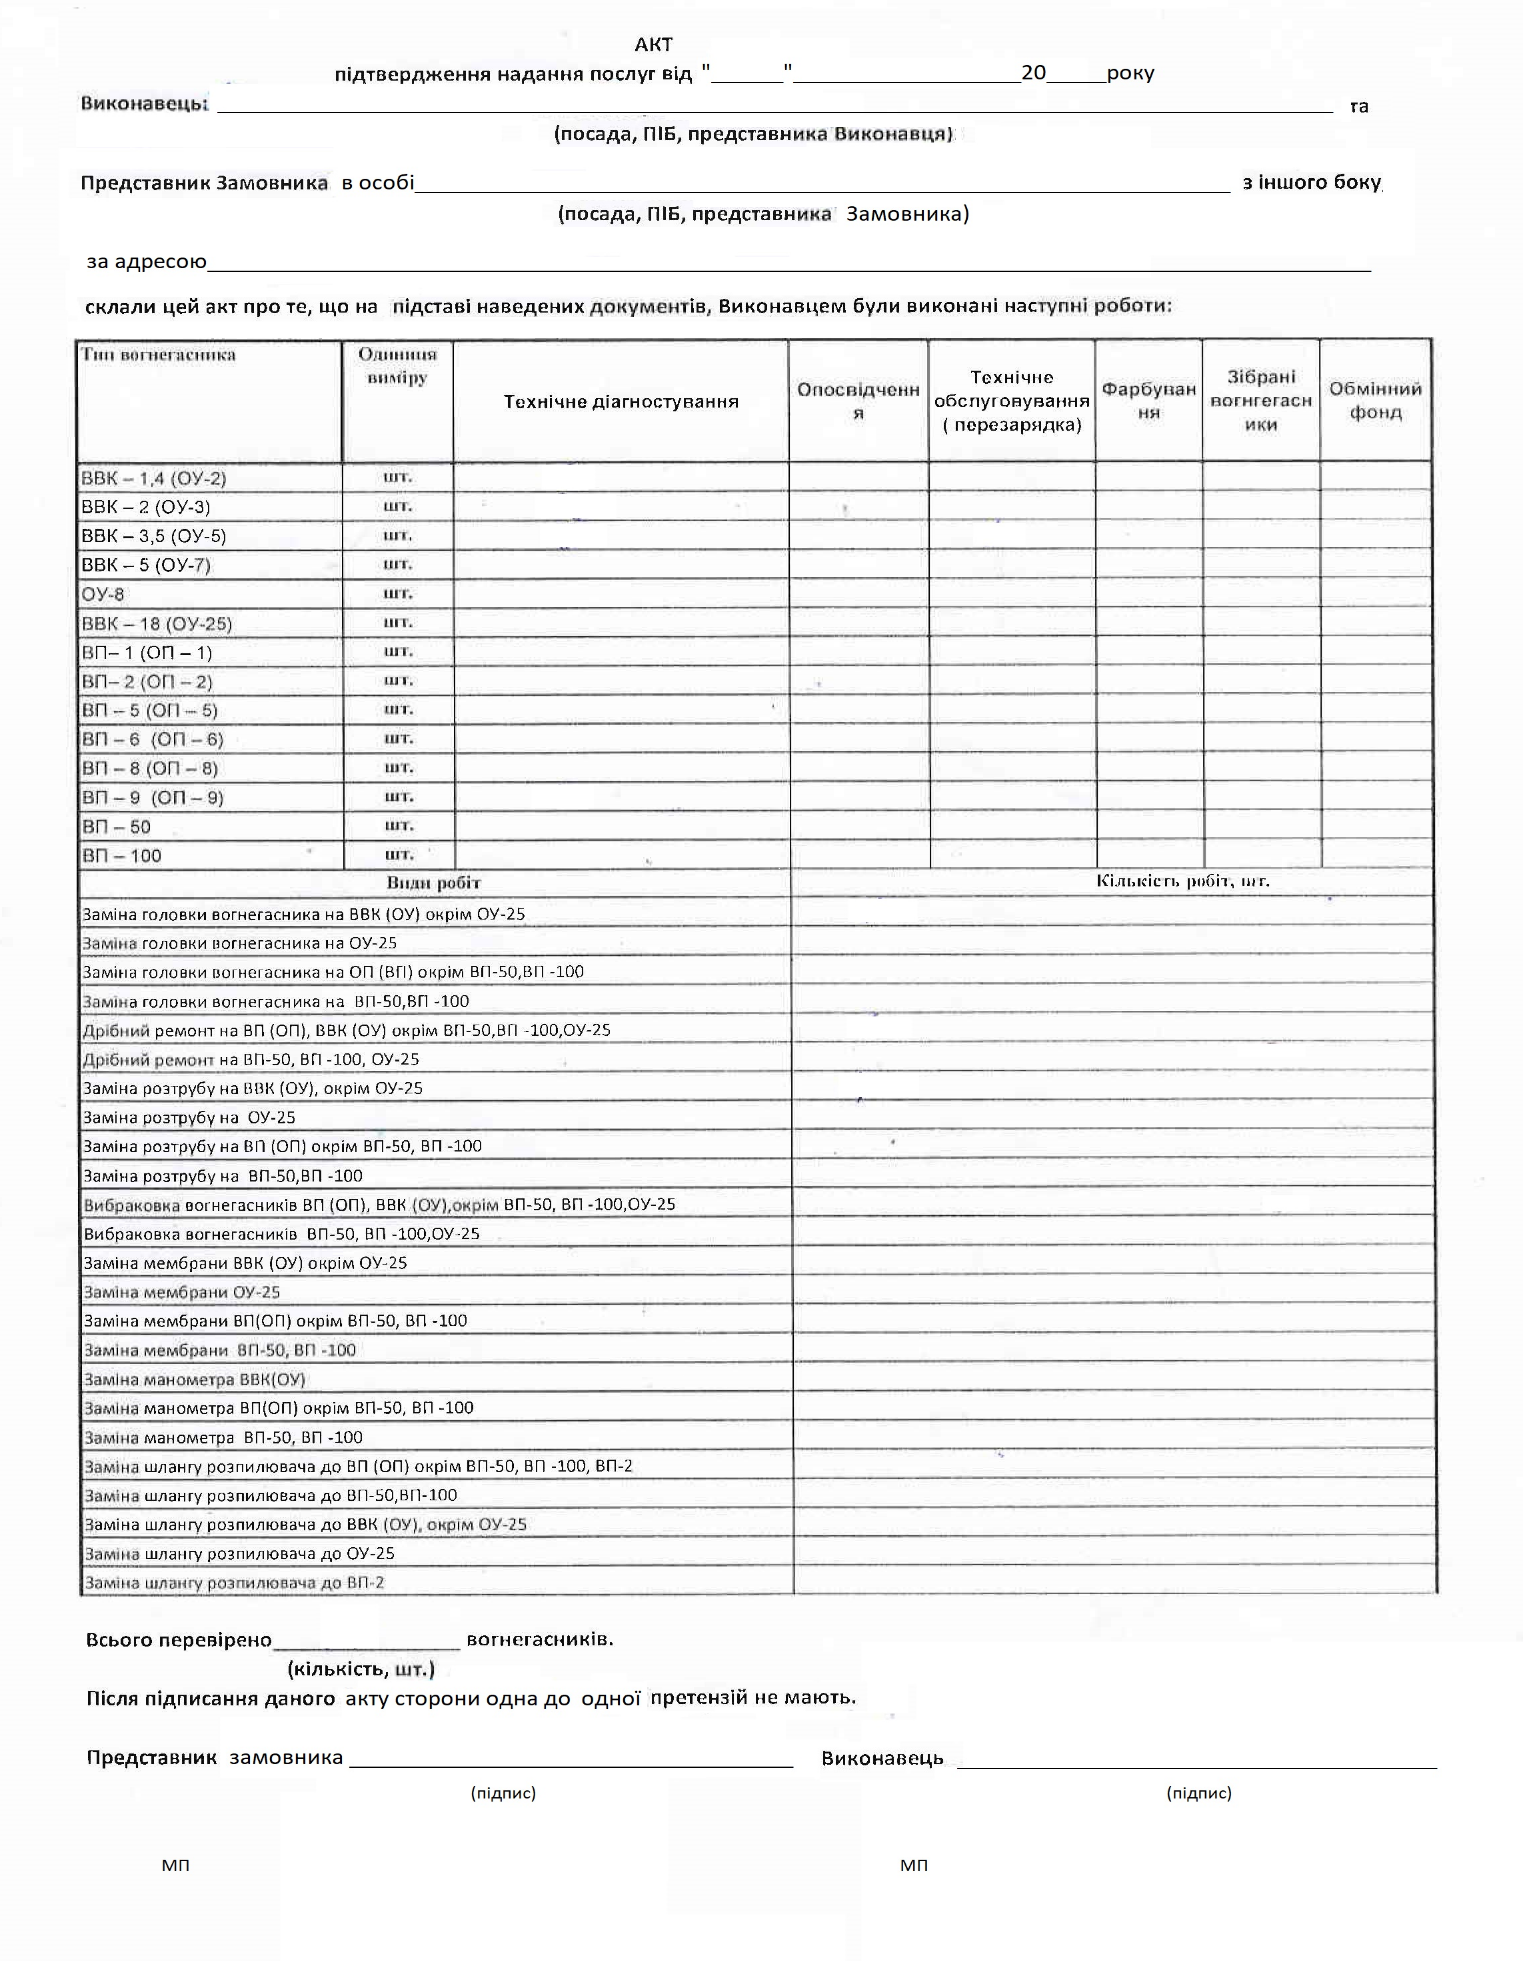 АКТ
підтвердження надання послуг від "______"___________________20_____року
Виконавець: ______________________________ та
(посада, ПІБ, представника Виконавця)
Представник Замовника в особі______________________________ з іншого боку
(посада, ПІБ, представника Замовника)
за адресою______________________________
склали цей акт про те, що на підставі наведених документів, Виконавцем були виконані наступні роботи:
Тип вогнегасника
Одиниця
виміру
Технічне діагностування
Опосвідченн
я
Технічне
обслуговування
( перезарядка)
Фарбуван
ня
Зібрані
вогнгегасн
ики
Обмінний
фонд
ВВК – 1,4 (ОУ-2) шт.
ВВК – 2 (ОУ-3) шт.
ВВК – 3,5 (ОУ-5) шт.
ВВК – 5 (ОУ-7) шт.
ОУ-8 шт.
ВВК – 18 (ОУ-25) шт.
ВП– 1 (ОП – 1) шт.
ВП– 2 (ОП – 2) шт.
ВП – 5 (ОП – 5) шт.
ВП – 6 (ОП – 6) шт.
ВП – 8 (ОП – 8) шт.
ВП – 9 (ОП – 9) шт.
ВП – 50 шт.
ВП – 100 шт.
Види робіт Кількість робіт, шт.
Заміна головки вогнегасника на ВВК (ОУ) окрім ОУ-25
Заміна головки вогнегасника на ОУ-25
Заміна головки вогнегасника на ОП (ВП) окрім ВП-50,ВП -100
Заміна головки вогнегасника на ВП-50,ВП -100
Дрібний ремонт на ВП (ОП), ВВК (ОУ) окрім ВП-50,ВП -100,ОУ-25
Дрібний ремонт на ВП-50, ВП -100, ОУ-25
Заміна розтрубу на ВВК (ОУ), окрім ОУ-25
Заміна розтрубу на ОУ-25
Заміна розтрубу на ВП (ОП) окрім ВП-50, ВП -100
Заміна розтрубу на ВП-50,ВП -100
Вибраковка вогнегасників ВП (ОП), ВВК (ОУ),окрім ВП-50, ВП -100,ОУ-25
Вибраковка вогнегасників ВП-50, ВП -100,ОУ-25
Заміна мембрани ВВК (ОУ) окрім ОУ-25
Заміна мембрани ОУ-25
Заміна мембрани ВП(ОП) окрім ВП-50, ВП -100
Заміна мембрани ВП-50, ВП -100
Заміна манометра ВВК(ОУ)
Заміна манометра ВП(ОП) окрім ВП-50, ВП -100
Заміна манометра ВП-50, ВП -100
Заміна шлангу розпилювача до ВП (ОП) окрім ВП-50, ВП -100, ВП-2
Заміна шлангу розпилювача до ВП-50,ВП-100
Заміна шлангу розпилювача до ВВК (ОУ), окрім ОУ-25
Заміна шлангу розпилювача до ОУ-25
Заміна шлангу розпилювача до ВП-2
Всього перевірено________________ вогнегасників.
(кількість, шт.)
Після підписання даного акту сторони одна до одної претензій не мають.
Представник замовника ______________________ Виконавець ______________________
(підпис) (підпис)
МП МП